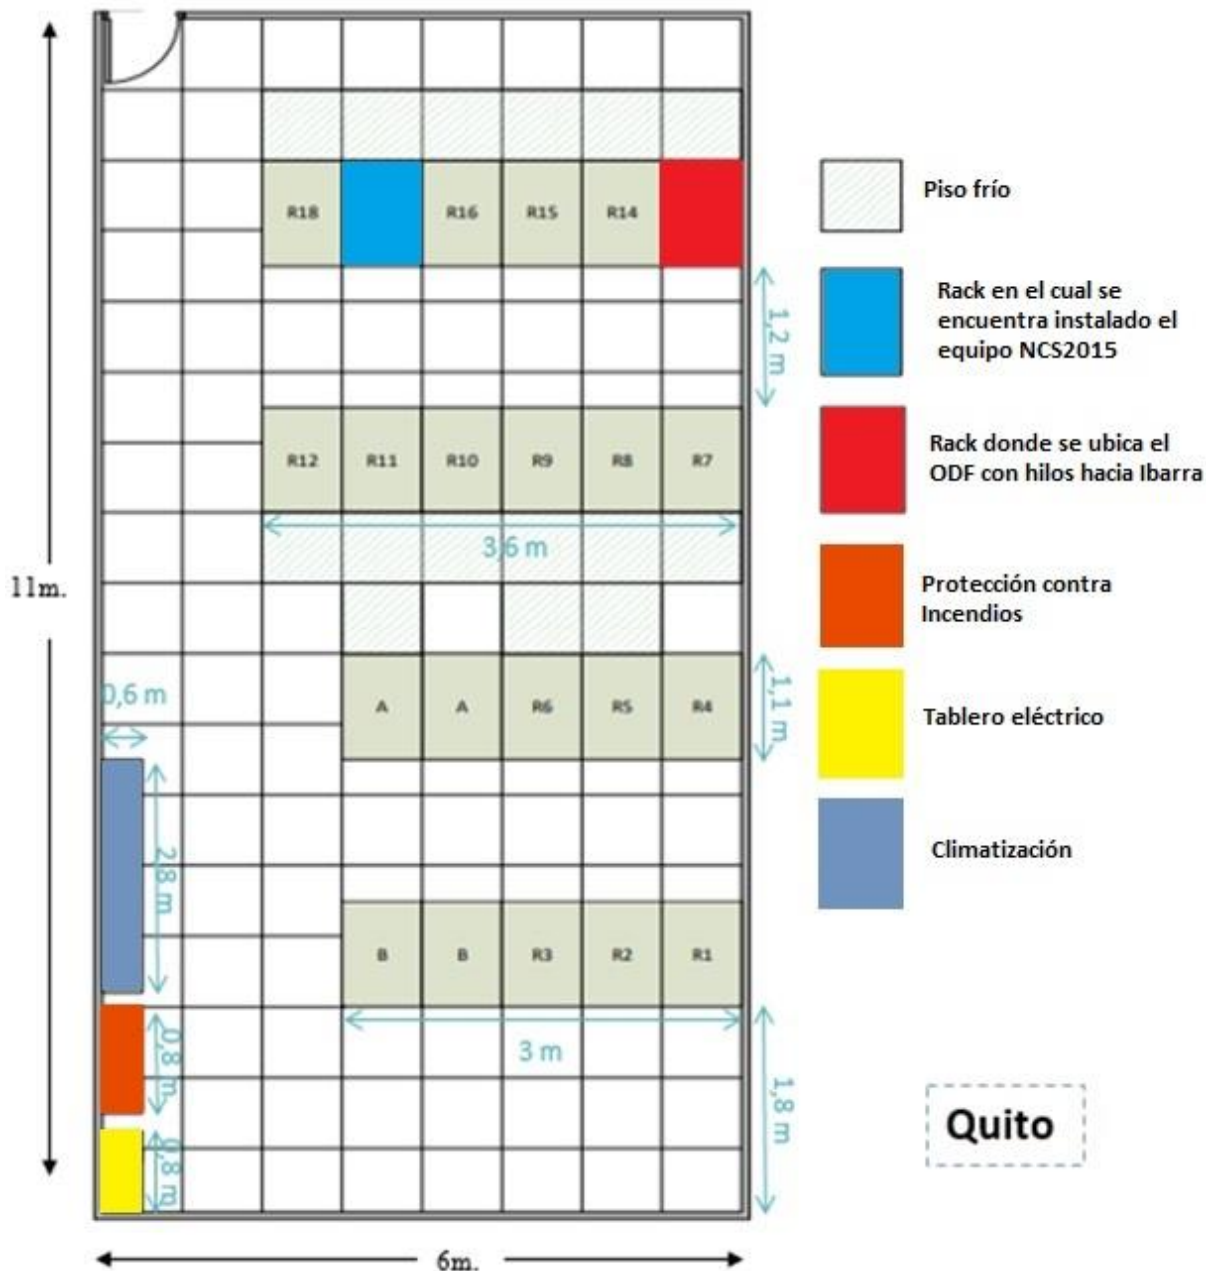 Piso frío
R18
R16
R15
R14
Rack en el cual se
encuentra instalado el
equipo NCS2015
1,2 m
R12
R11
R10
R9
R8
R7
Rack donde se ubica el
ODF con hilos hacia Ibarra
3,6 m
11m.
Protección contra
Incendios
0,6 m
A
A
R6
R5
R4
1,1 m
Tablero eléctrico
2,8 m
Climatización
B
B
R3
R2
R1
0,8 m
3 m
1,8 m
0,8 m
Quito
6m.